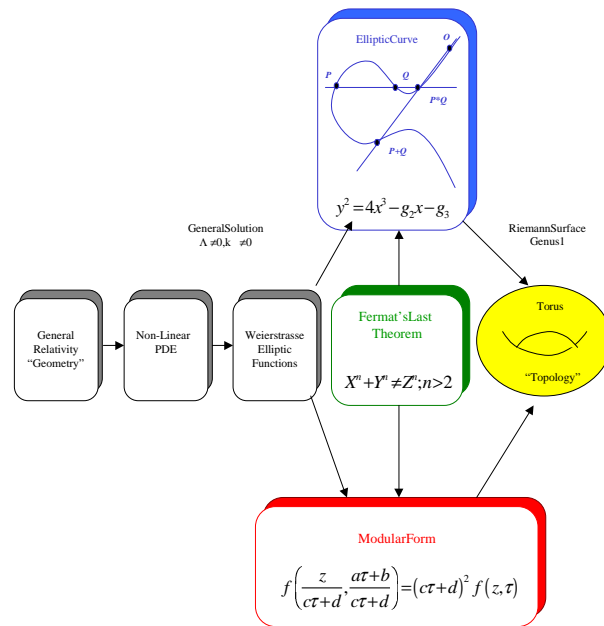 EllipticCurve
O
P
Q
P*Q
P+Q
y² = 4x³ − g₂x − g₃
GeneralSolution
Λ ≠0,k ≠0
RiemannSurface
Genus1
General
Relativity
“Geometry”
Non-Linear
PDE
Weierstrasse
Elliptic
Functions
Fermat’sLast
Theorem
Xⁿ+Yⁿ≠Zⁿ;n>2
Torus
“Topology”
ModularForm
f(z/(cτ+d), (aτ+b)/(cτ+d)) = (cτ+d)² f(z,τ)